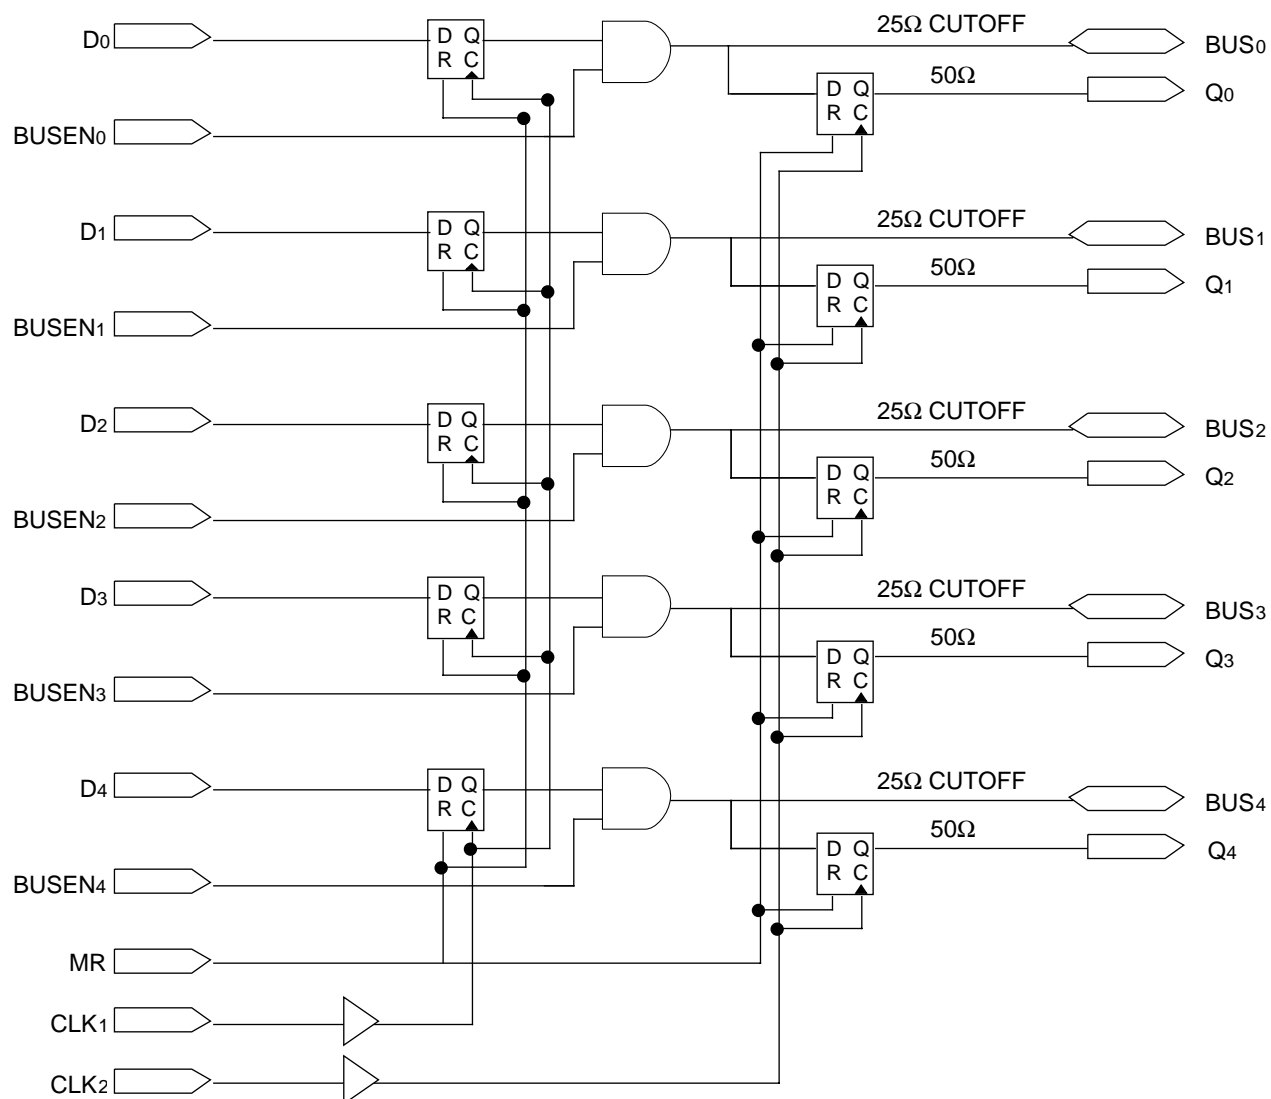 D0 D Q 25Ω CUTOFF BUS0
R C 50Ω
D Q Q0
BUSEN0 R C
D1 D Q 25Ω CUTOFF BUS1
R C 50Ω
D Q Q1
BUSEN1 R C
D2 D Q 25Ω CUTOFF BUS2
R C 50Ω
D Q Q2
BUSEN2 R C
D3 D Q 25Ω CUTOFF BUS3
R C 50Ω
D Q Q3
BUSEN3 R C
D4 D Q 25Ω CUTOFF BUS4
R C 50Ω
D Q Q4
BUSEN4 R C
MR
CLK1
CLK2